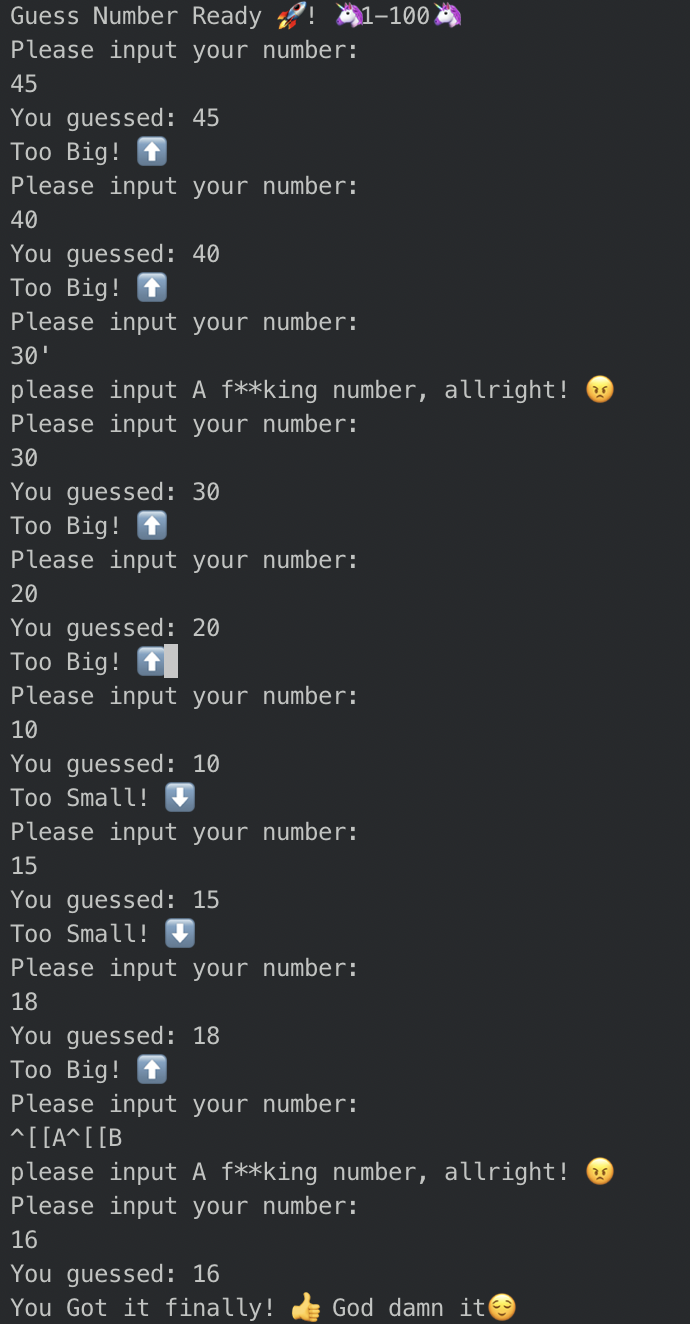 Guess Number Ready 🚀! 🦄1-100🦄
Please input your number:
45
You guessed: 45
Too Big! ⬆️
Please input your number:
40
You guessed: 40
Too Big! ⬆️
Please input your number:
30'
please input A f**king number, allright! 😠
Please input your number:
30
You guessed: 30
Too Big! ⬆️
Please input your number:
20
You guessed: 20
Too Big! ⬆️
Please input your number:
10
You guessed: 10
Too Small! ⬇️
Please input your number:
15
You guessed: 15
Too Small! ⬇️
Please input your number:
18
You guessed: 18
Too Big! ⬆️
Please input your number:
^[[A^[[B
please input A f**king number, allright! 😠
Please input your number:
16
You guessed: 16
You Got it finally! 👍 God damn it😌